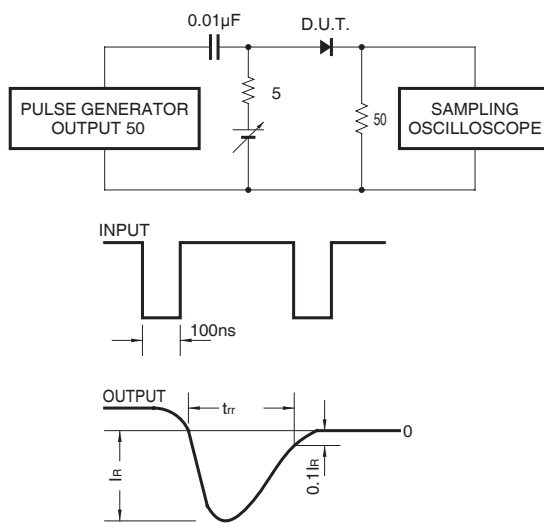 0.01µF
D.U.T.
5
50
PULSE GENERATOR
OUTPUT 50
SAMPLING
OSCILLOSCOPE
INPUT
100ns
OUTPUT
trr
0
IR
0.1IR